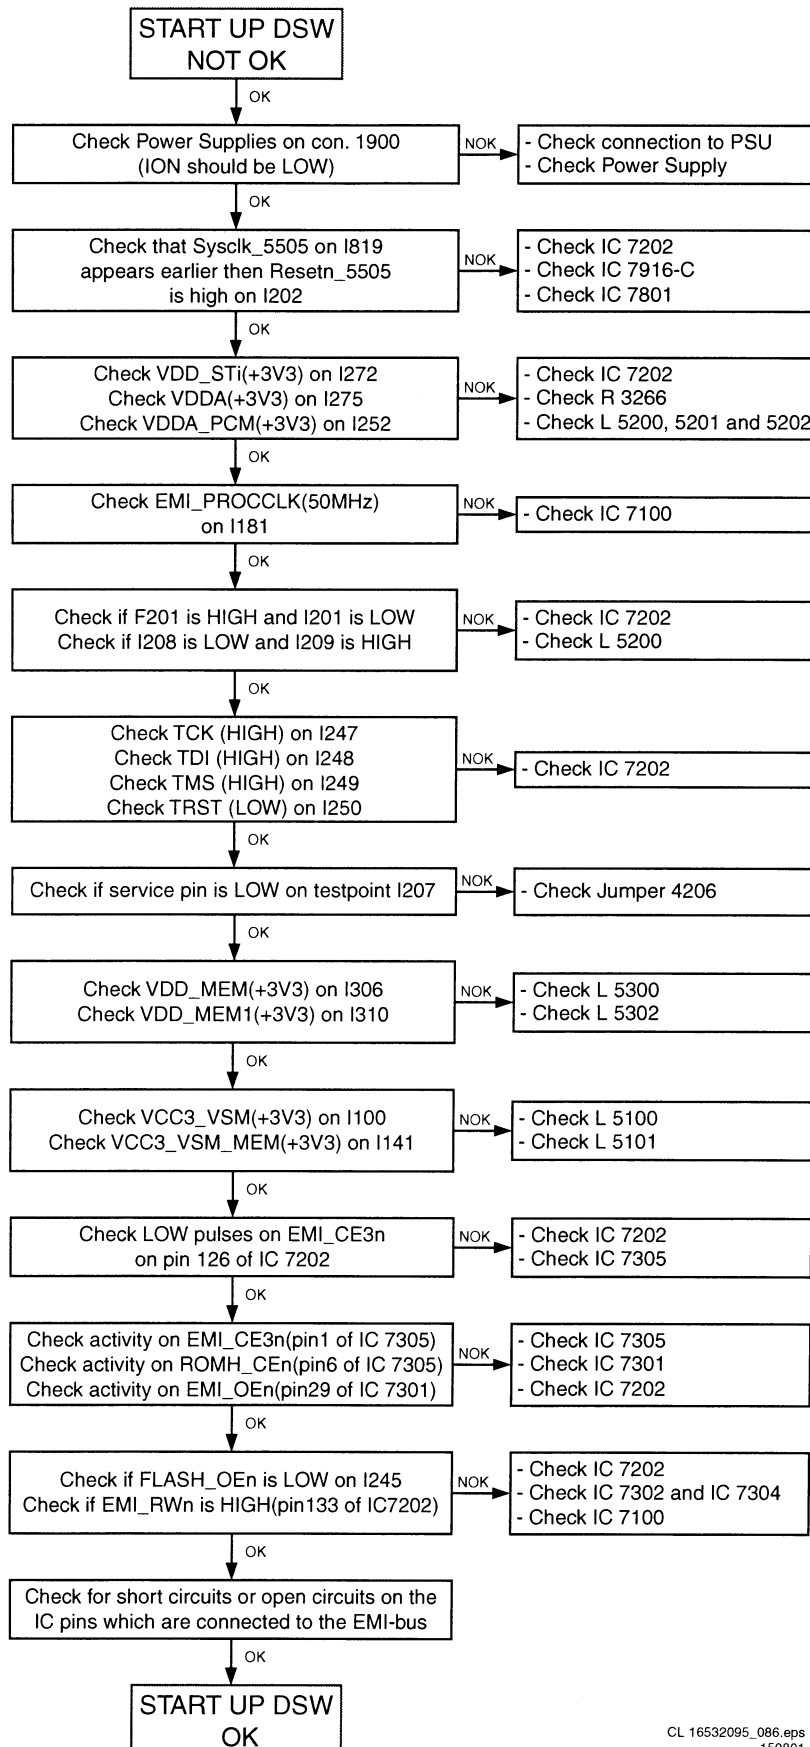 START UP DSW
NOT OK
OK
Check Power Supplies on con. 1900
(ION should be LOW)
NOK
- Check connection to PSU
- Check Power Supply
OK
Check that Sysclk_5505 on I819
appears earlier then Resetn_5505
is high on I202
NOK
- Check IC 7202
- Check IC 7916-C
- Check IC 7801
OK
Check VDD_STi(+3V3) on I272
Check VDDA(+3V3) on I275
Check VDDA_PCM(+3V3) on I252
NOK
- Check IC 7202
- Check R 3266
- Check L 5200, 5201 and 5202
OK
Check EMI_PROCCLK(50MHz)
on I181
NOK
- Check IC 7100
OK
Check if F201 is HIGH and I201 is LOW
Check if I208 is LOW and I209 is HIGH
NOK
- Check IC 7202
- Check L 5200
OK
Check TCK (HIGH) on I247
Check TDI (HIGH) on I248
Check TMS (HIGH) on I249
Check TRST (LOW) on I250
NOK
- Check IC 7202
OK
Check if service pin is LOW on testpoint I207
NOK
- Check Jumper 4206
OK
Check VDD_MEM(+3V3) on I306
Check VDD_MEM1(+3V3) on I310
NOK
- Check L 5300
- Check L 5302
OK
Check VCC3_VSM(+3V3) on I100
Check VCC3_VSM_MEM(+3V3) on I141
NOK
- Check L 5100
- Check L 5101
OK
Check LOW pulses on EMI_CE3n
on pin 126 of IC 7202
NOK
- Check IC 7202
- Check IC 7305
OK
Check activity on EMI_CE3n(pin1 of IC 7305)
Check activity on ROMH_CEn(pin6 of IC 7305)
Check activity on EMI_OEn(pin29 of IC 7301)
NOK
- Check IC 7305
- Check IC 7301
- Check IC 7202
OK
Check if FLASH_OEn is LOW on I245
Check if EMI_RWn is HIGH(pin133 of IC7202)
NOK
- Check IC 7202
- Check IC 7302 and IC 7304
- Check IC 7100
OK
Check for short circuits or open circuits on the
IC pins which are connected to the EMI-bus
OK
START UP DSW
OK
CL 16532095_086.eps
150801